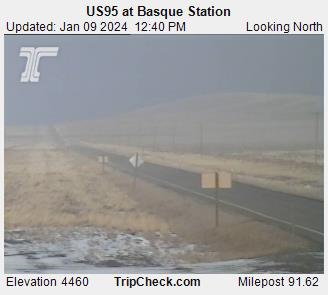 US95 at Basque Station
Updated: Jan 09 2024 12:40 PM Looking North
Elevation 4460 TripCheck.com Milepost 91.62